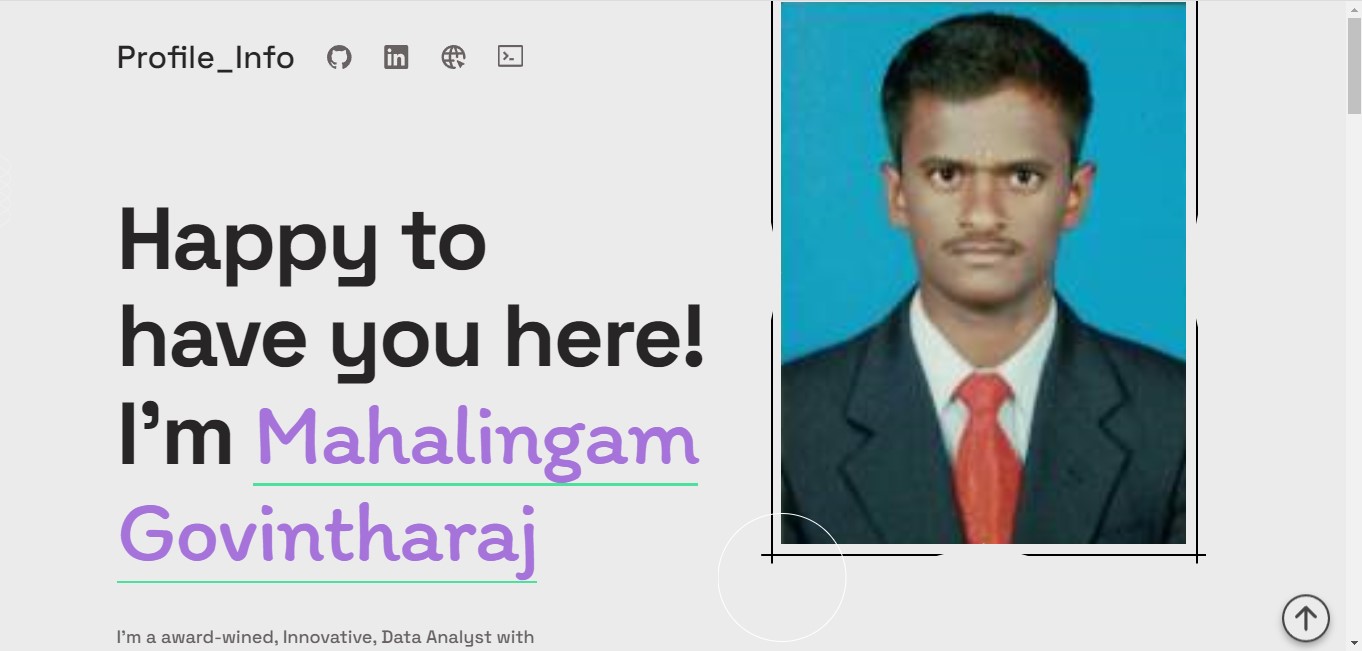 Profile_Info
Happy to
have you here!
I’m Mahalingam
Govintharaj
I’m a award-wined, Innovative, Data Analyst with